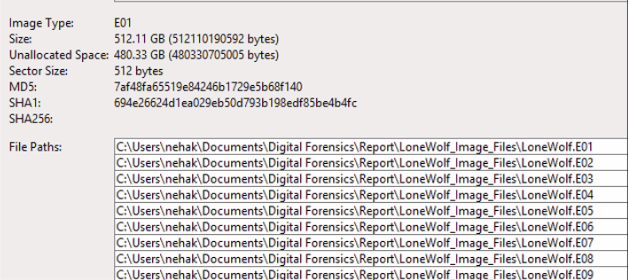 Image Type: E01
Size: 512.11 GB (512110190592 bytes)
Unallocated Space: 480.33 GB (480330705005 bytes)
Sector Size: 512 bytes
MD5: 7af48fa65519e84246b1729e5b68f140
SHA1: 694e26624d1ea029eb50d793b198edf85be4b4fc
SHA256:
File Paths: C:\Users\nehak\Documents\Digital Forensics\Report\LoneWolf_Image_Files\LoneWolf.E01
C:\Users\nehak\Documents\Digital Forensics\Report\LoneWolf_Image_Files\LoneWolf.E02
C:\Users\nehak\Documents\Digital Forensics\Report\LoneWolf_Image_Files\LoneWolf.E03
C:\Users\nehak\Documents\Digital Forensics\Report\LoneWolf_Image_Files\LoneWolf.E04
C:\Users\nehak\Documents\Digital Forensics\Report\LoneWolf_Image_Files\LoneWolf.E05
C:\Users\nehak\Documents\Digital Forensics\Report\LoneWolf_Image_Files\LoneWolf.E06
C:\Users\nehak\Documents\Digital Forensics\Report\LoneWolf_Image_Files\LoneWolf.E07
C:\Users\nehak\Documents\Digital Forensics\Report\LoneWolf_Image_Files\LoneWolf.E08
C:\Users\nehak\Documents\Digital Forensics\Report\LoneWolf_Image_Files\LoneWolf.E09